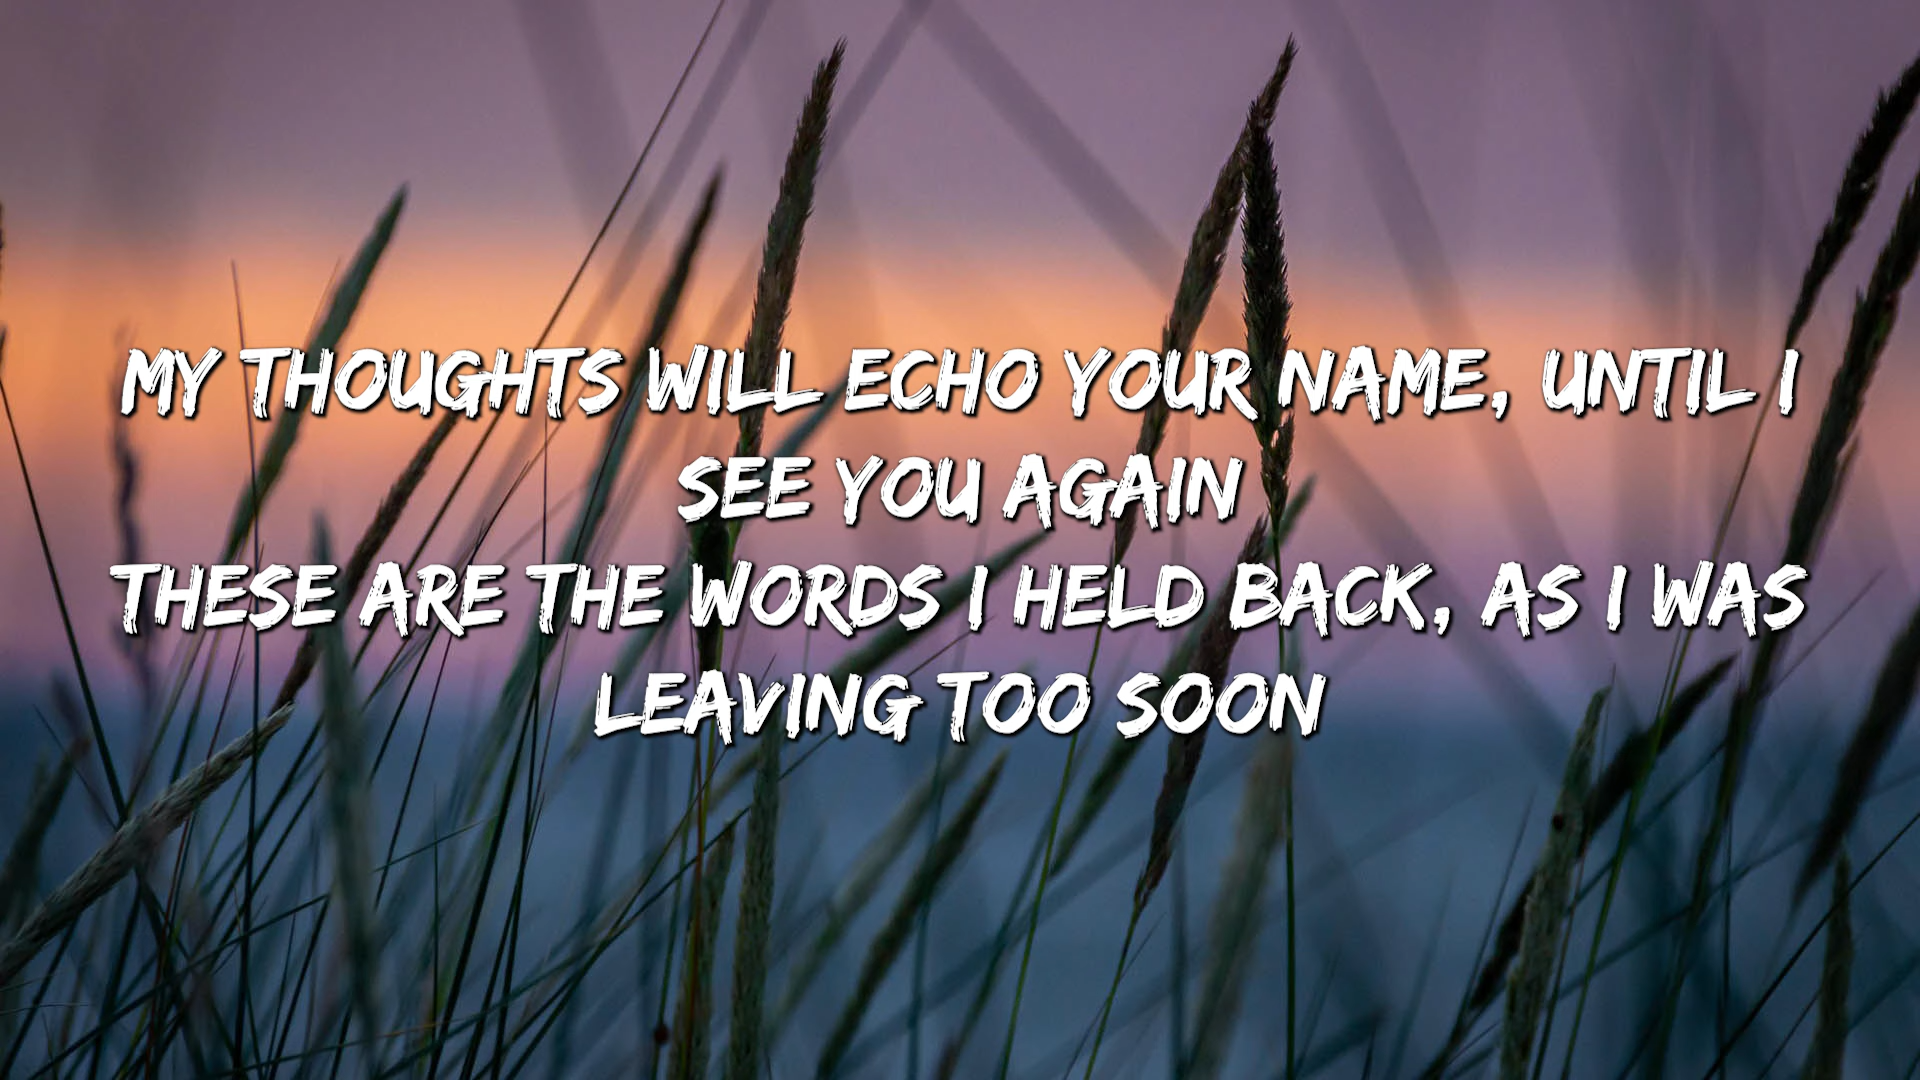 MY THOUGHTS WILL ECHO YOUR NAME, UNTIL I
SEE YOU AGAIN
THESE ARE THE WORDS I HELD BACK, AS I WAS
LEAVING TOO SOON